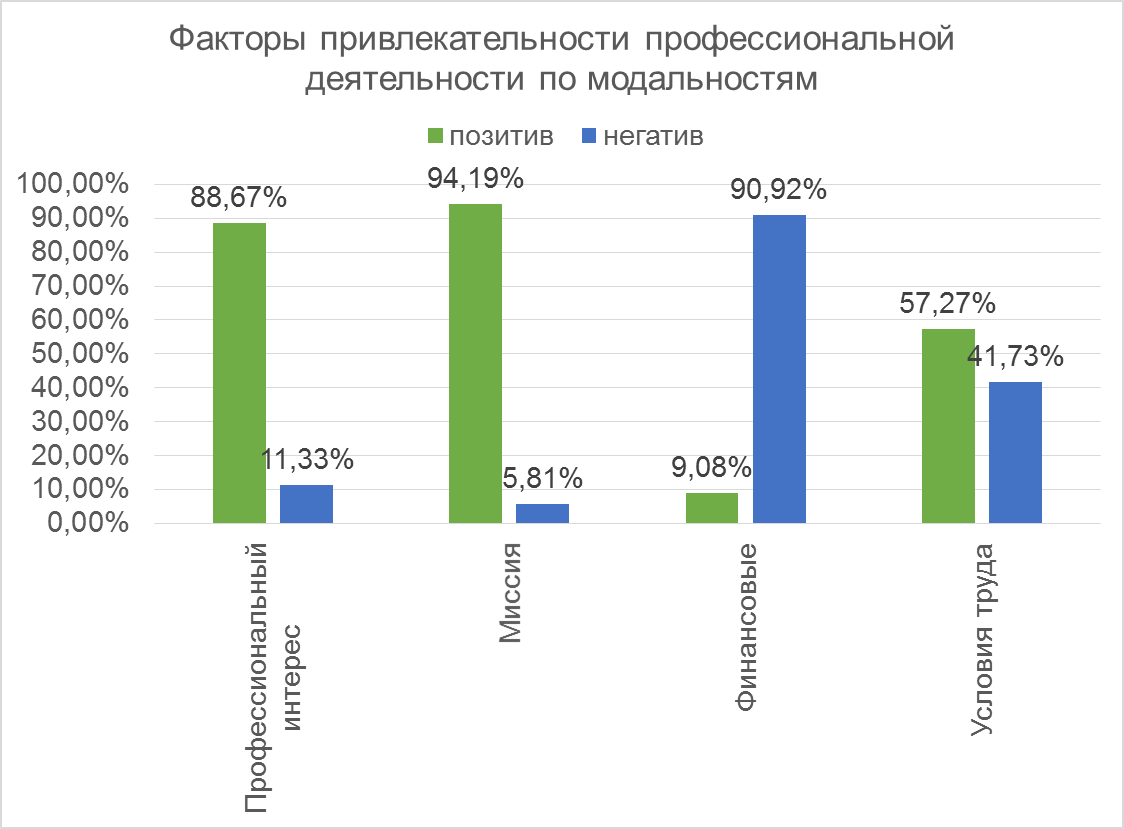 Факторы привлекательности профессиональной
деятельности по модальностям
позитив негатив
100,00%
90,00%
80,00%
70,00%
60,00%
50,00%
40,00%
30,00%
20,00%
10,00%
0,00%
88,67%
11,33%
94,19%
5,81%
9,08%
90,92%
57,27%
41,73%
Профессиональный
интерес
Миссия
Финансовые
Условия труда